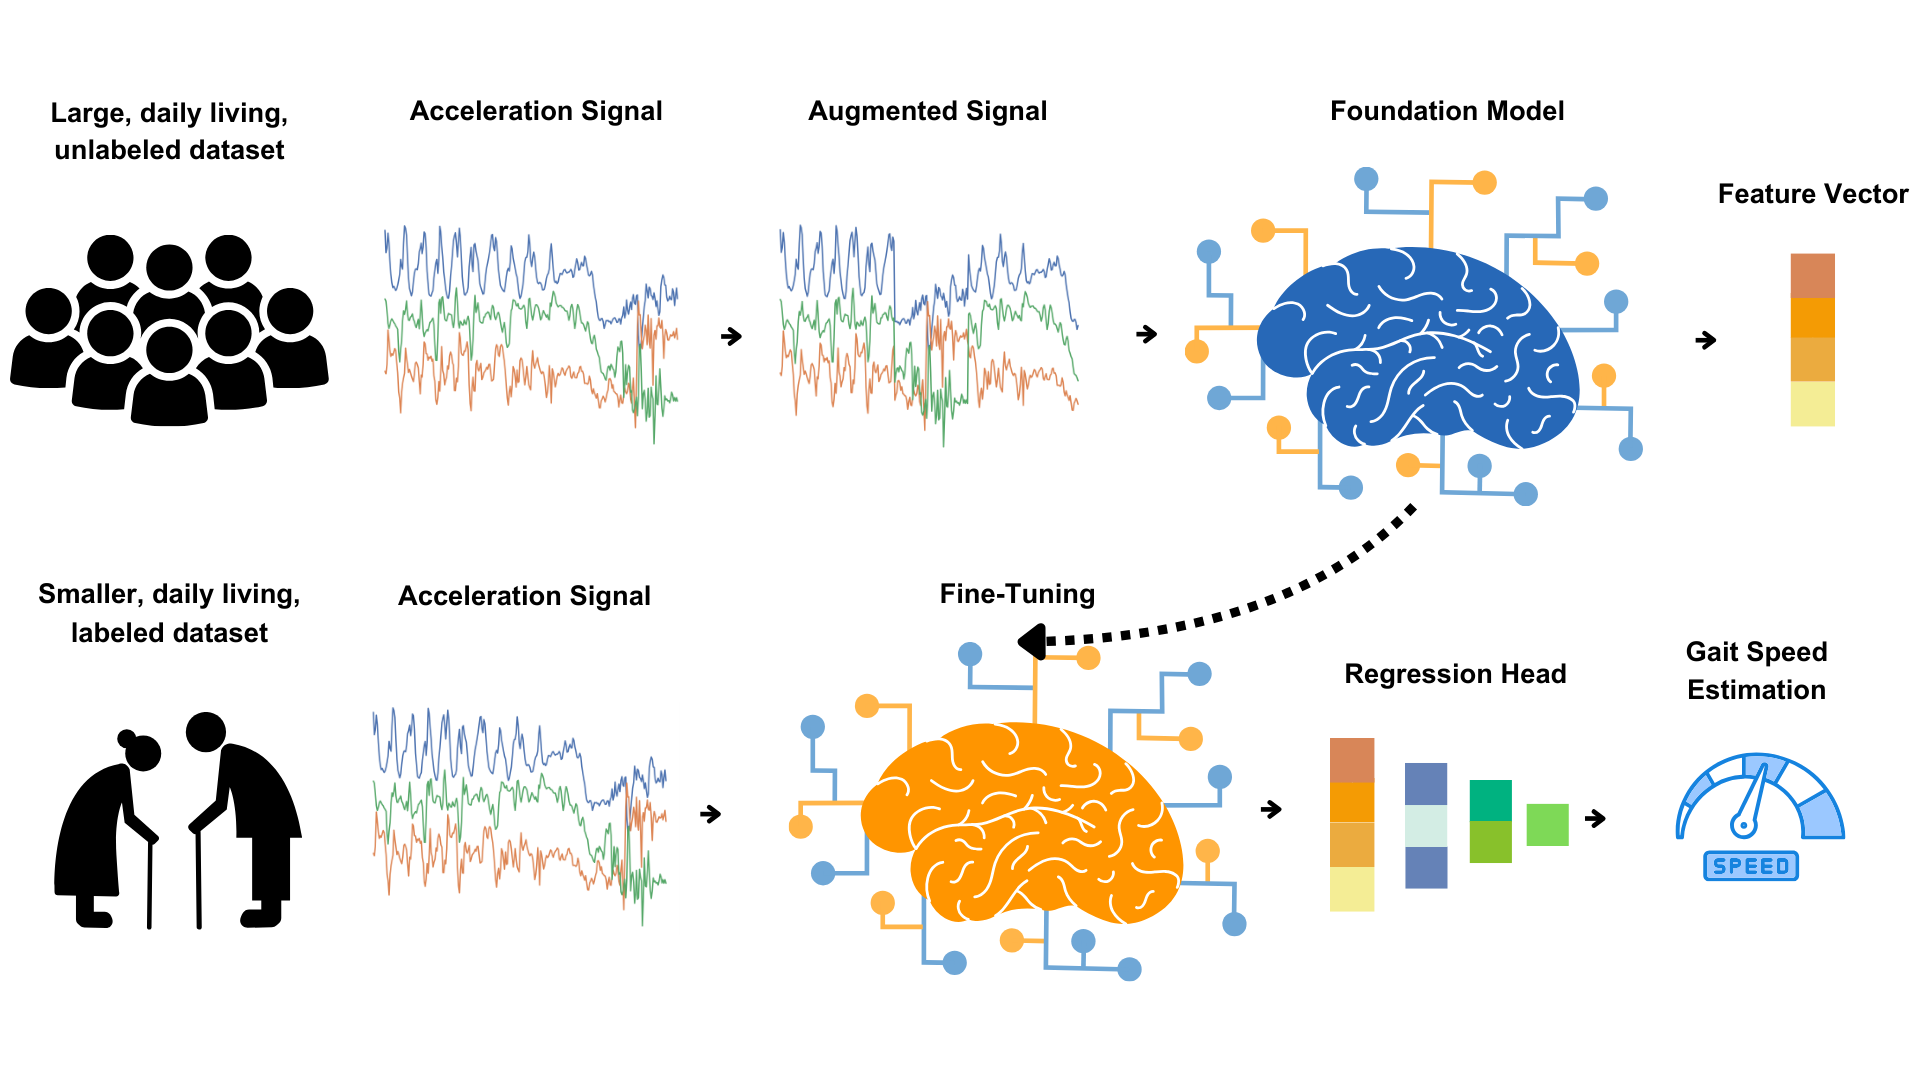 Large, daily living,
unlabeled dataset
Acceleration Signal
Augmented Signal
Foundation Model
Feature Vector
Smaller, daily living,
labeled dataset
Acceleration Signal
Fine-Tuning
Regression Head
Gait Speed
Estimation
SPEED